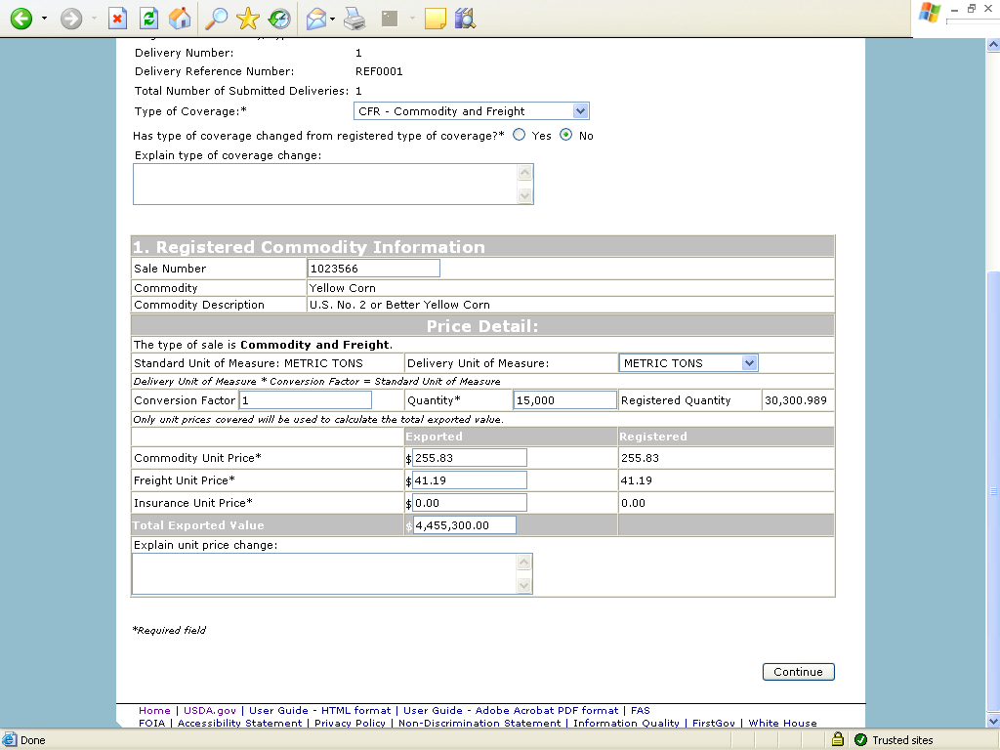 Delivery Number: 1
Delivery Reference Number: REF0001
Total Number of Submitted Deliveries: 1
Type of Coverage:* CFR - Commodity and Freight
Has type of coverage changed from registered type of coverage?* Yes No
Explain type of coverage change:
1. Registered Commodity Information
Sale Number 1023566
Commodity Yellow Corn
Commodity Description U.S. No. 2 or Better Yellow Corn
Price Detail:
The type of sale is Commodity and Freight.
Standard Unit of Measure: METRIC TONS Delivery Unit of Measure: METRIC TONS
Delivery Unit of Measure * Conversion Factor = Standard Unit of Measure
Conversion Factor 1 Quantity* 15,000 Registered Quantity 30,300.989
Only unit prices covered will be used to calculate the total exported value.
Exported Registered
Commodity Unit Price* $ 255.83 255.83
Freight Unit Price* $ 41.19 41.19
Insurance Unit Price* $ 0.00 0.00
Total Exported Value $ 4,455,300.00
Explain unit price change:
*Required field
Continue
Home | USDA.gov | User Guide - HTML format | User Guide - Adobe Acrobat PDF format | FAS
FOIA | Accessibility Statement | Privacy Policy | Non-Discrimination Statement | Information Quality | FirstGov | White House
Done Trusted sites